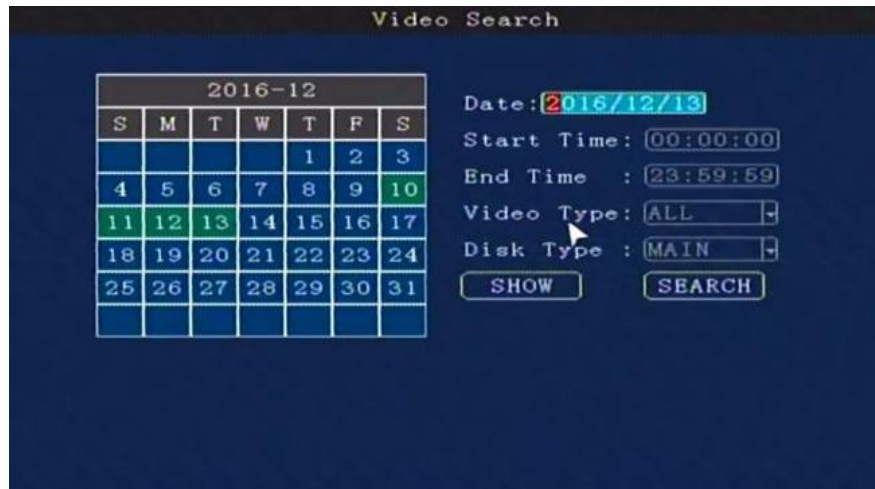 Video Search
2016-12
S M T W T F S
1 2 3
4 5 6 7 8 9 10
11 12 13 14 15 16 17
18 19 20 21 22 23 24
25 26 27 28 29 30 31
Date:2016/12/13
Start Time: 00:00:00
End Time : 23:59:59
Video Type: ALL
Disk Type : MAIN
SHOW SEARCH